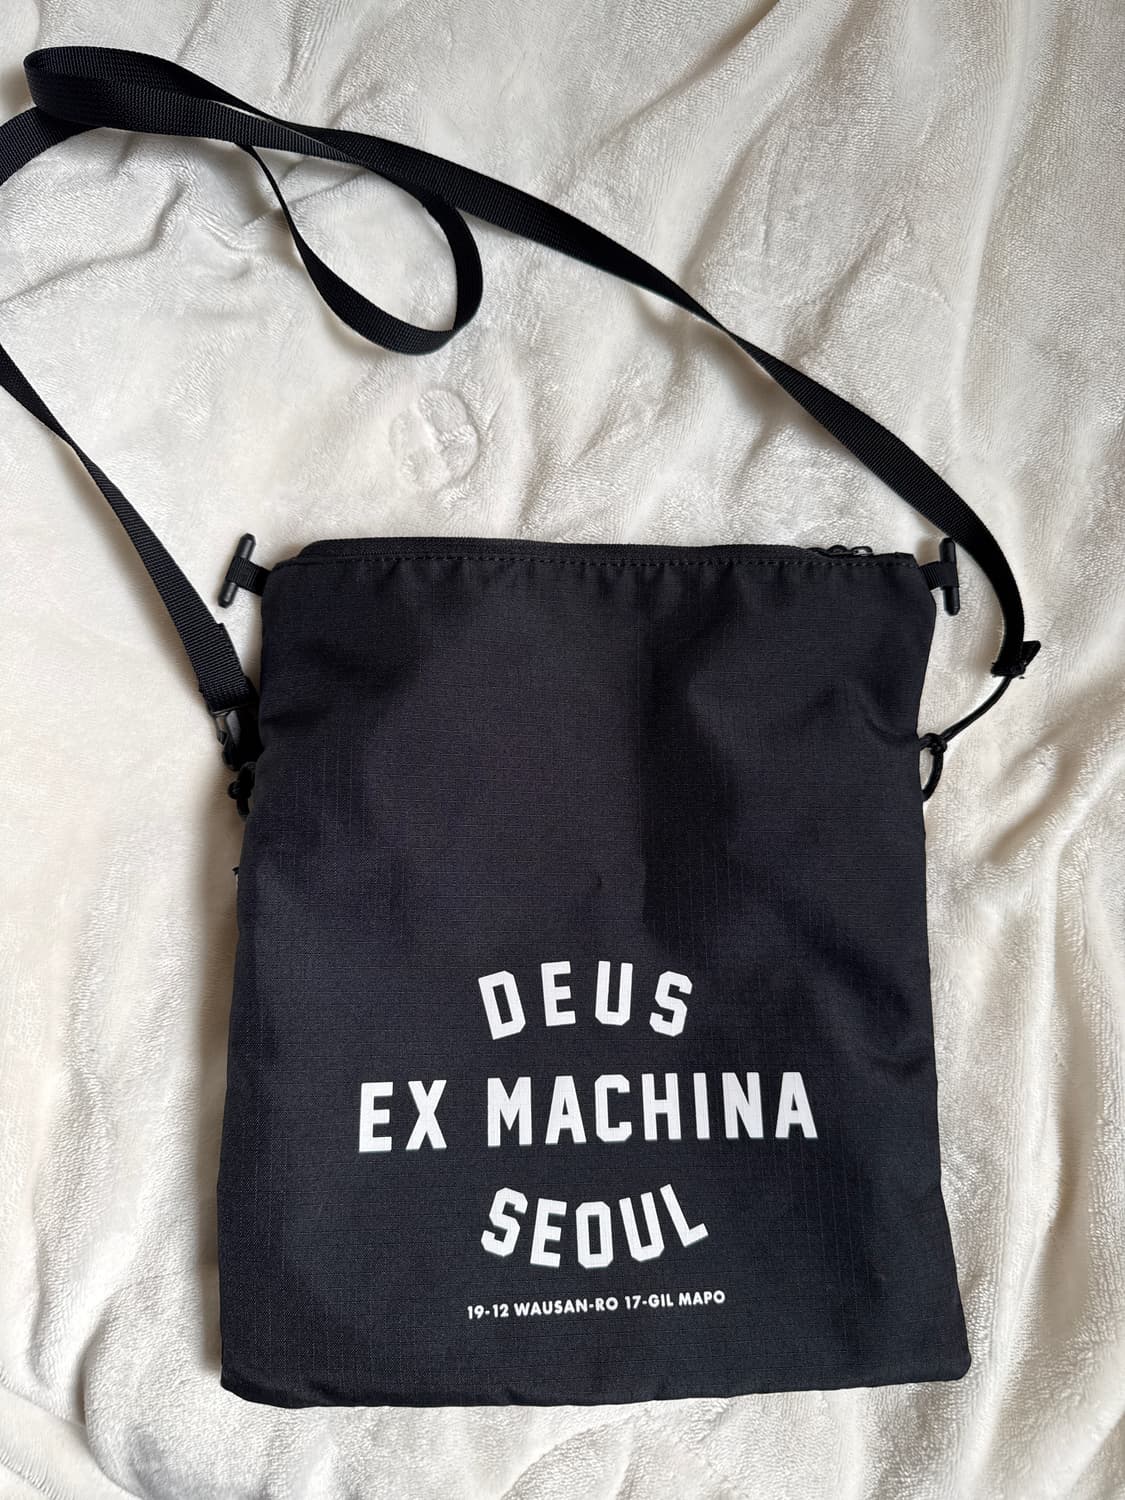 DEUS
EX MACHINA
SEOUL
19-12 WAUSAN-RO 17-GIL MAPO